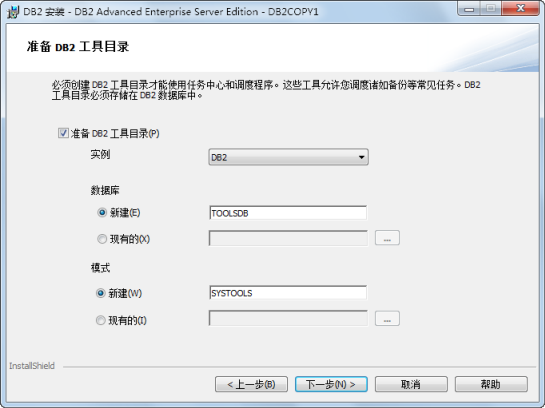 DB2 安装 - DB2 Advanced Enterprise Server Edition - DB2COPY1
准备 DB2 工具目录
必须创建 DB2 工具目录才能使用任务中心和调度程序。这些工具允许您调度诸如备份等常见任务。DB2
工具目录必须存储在 DB2 数据库中。
准备 DB2 工具目录(P)
实例
DB2
数据库
新建(E)
TOOLSDB
现有的(X)
...
模式
新建(W)
SYSTOOLS
现有的(I)
...
InstallShield
< 上一步(B)
下一步(N) >
取消
帮助